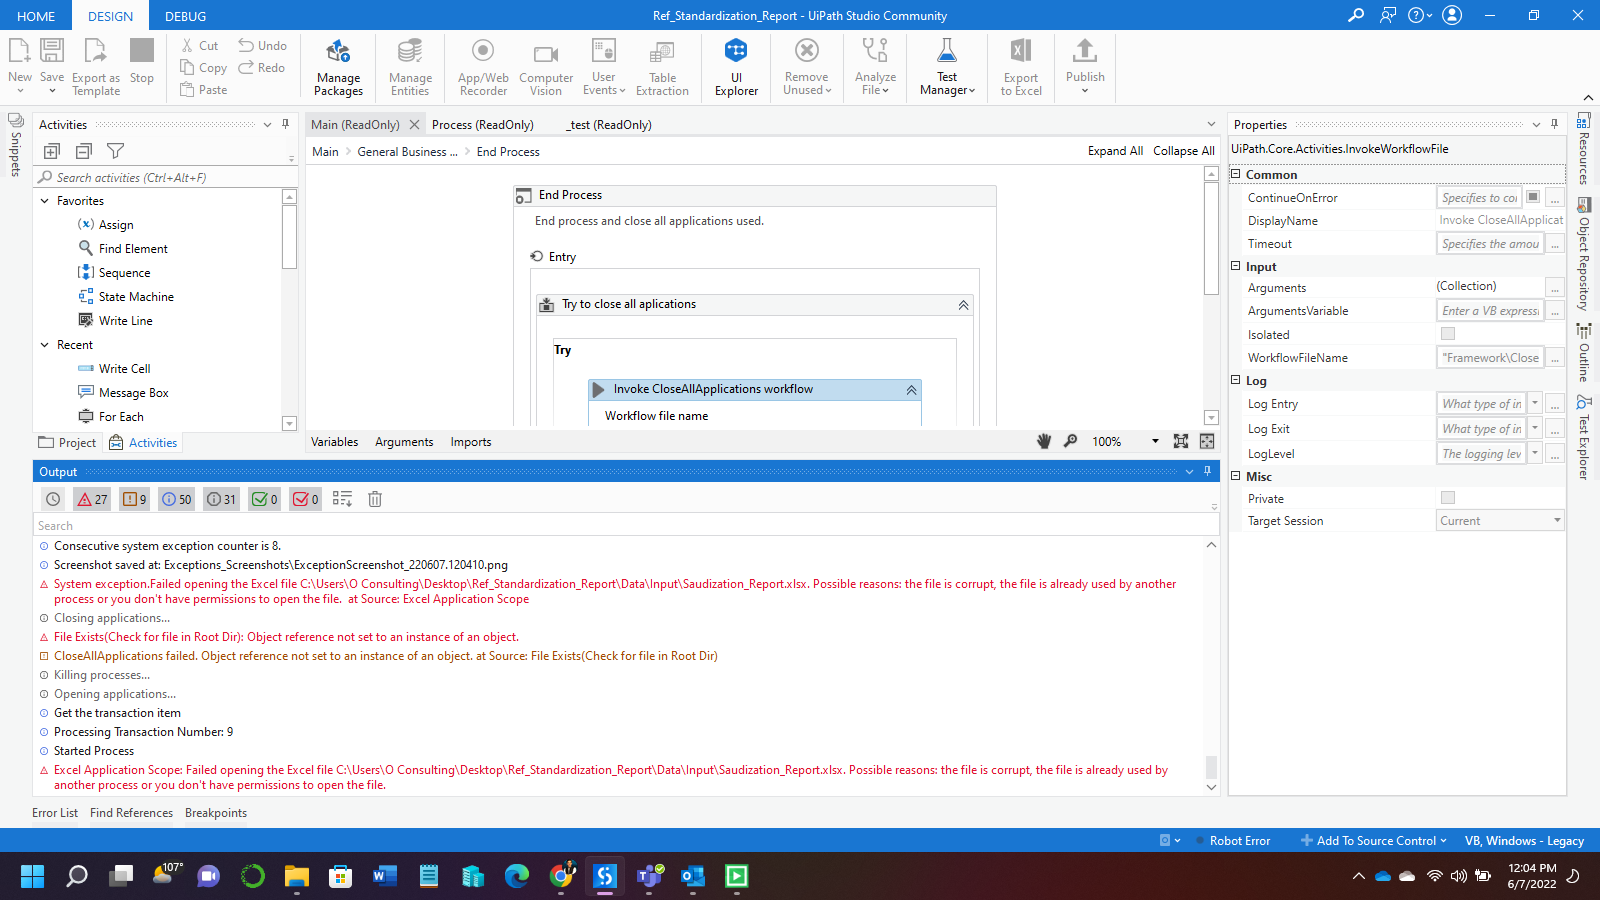 HOME
DESIGN
DEBUG
Ref_Standardization_Report - UiPath Studio Community
New
Save
Export as
Template
Stop
Cut
Copy
Paste
Undo
Redo
Manage
Packages
Manage
Entities
App/Web
Recorder
Computer
Vision
User
Events
Table
Extraction
UI
Explorer
Remove
Unused
Analyze
File
Test
Manager
Export
to Excel
Publish
Snippets
Activities
Search activities (Ctrl+Alt+F)
Favorites
Assign
Find Element
Sequence
State Machine
Write Line
Recent
Write Cell
Message Box
For Each
Project
Activities
Main (ReadOnly)
Process (ReadOnly)
_test (ReadOnly)
Main > General Business ... > End Process
Expand All
Collapse All
End Process
End process and close all applications used.
Entry
Try to close all aplications
Try
Invoke CloseAllApplications workflow
Workflow file name
Variables
Arguments
Imports
100%
Properties
UiPath.Core.Activities.InvokeWorkflowFile
Common
ContinueOnError
Specifies to coi
...
DisplayName
Invoke CloseAllApplicat
Timeout
Specifies the amou
...
Input
Arguments
(Collection)
...
ArgumentsVariable
Enter a VB expressi
...
Isolated
WorkflowFileName
"Framework\Close
...
Log
Log Entry
What type of in
...
Log Exit
What type of in
...
LogLevel
The logging lev
...
Misc
Private
Target Session
Current
Resources
Object Repository
Outline
Test Explorer
Output
27
9
50
31
0
0
Search
Consecutive system exception counter is 8.
Screenshot saved at: Exceptions_Screenshots\ExceptionScreenshot_220607.120410.png
System exception.Failed opening the Excel file C:\Users\O Consulting\Desktop\Ref_Standardization_Report\Data\Input\Saudization_Report.xlsx. Possible reasons: the file is corrupt, the file is already used by another
process or you don't have permissions to open the file.  at Source: Excel Application Scope
Closing applications...
File Exists(Check for file in Root Dir): Object reference not set to an instance of an object.
CloseAllApplications failed. Object reference not set to an instance of an object. at Source: File Exists(Check for file in Root Dir)
Killing processes...
Opening applications...
Get the transaction item
Processing Transaction Number: 9
Started Process
Excel Application Scope: Failed opening the Excel file C:\Users\O Consulting\Desktop\Ref_Standardization_Report\Data\Input\Saudization_Report.xlsx. Possible reasons: the file is corrupt, the file is already used by
another process or you don't have permissions to open the file.
Error List
Find References
Breakpoints
Robot Error
Add To Source Control
VB, Windows - Legacy
107°
12:04 PM
6/7/2022